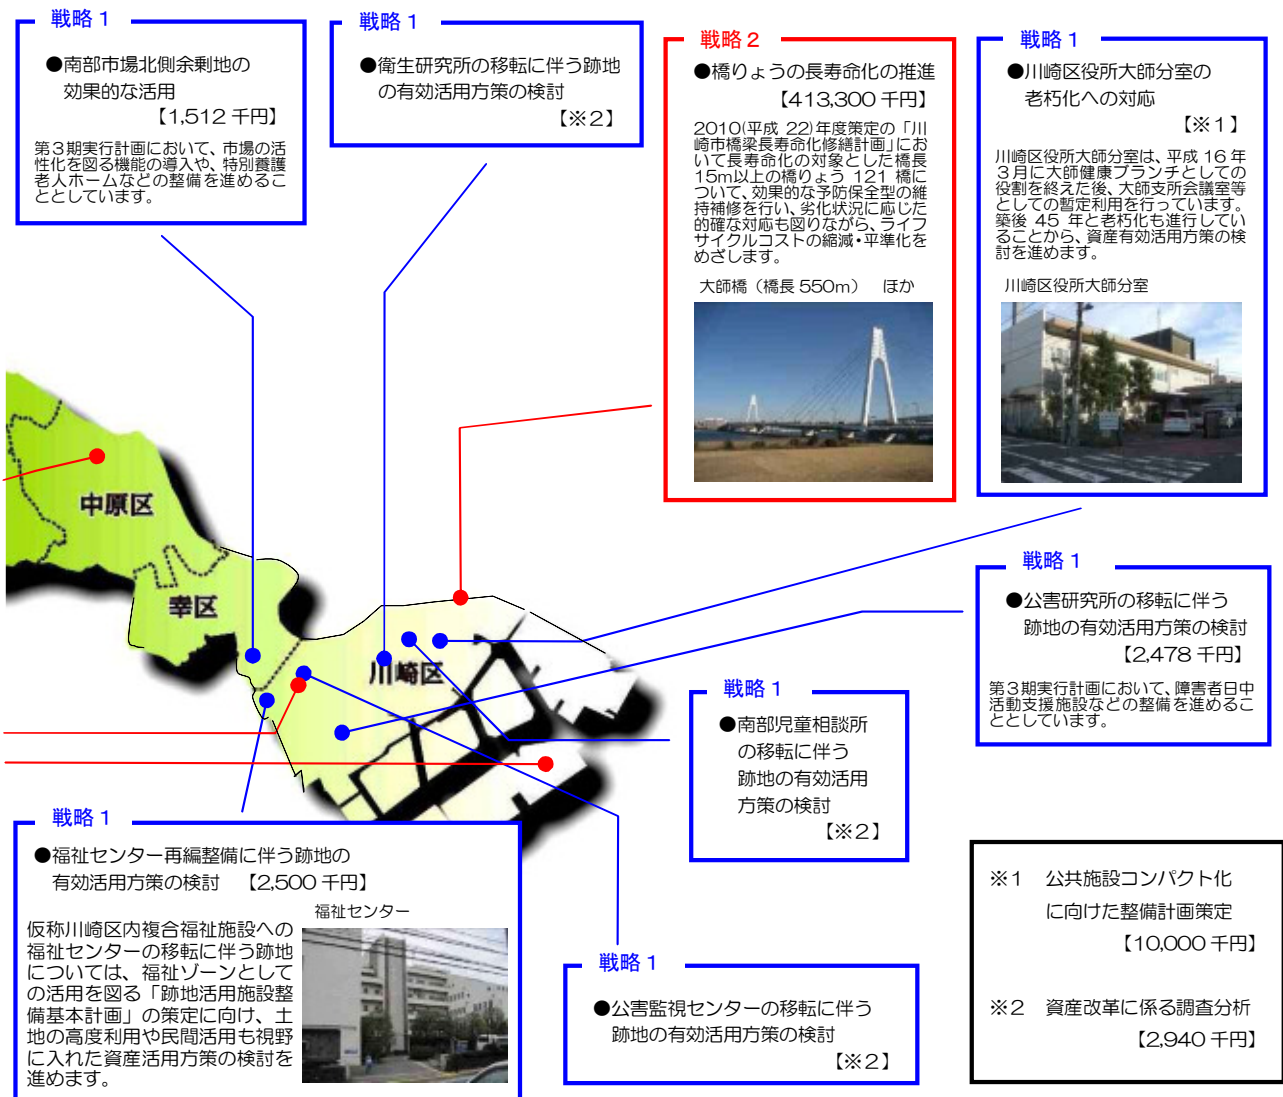 戦略1
●南部市場北側余剰地の
効果的な活用
【1,512 千円】
第3期実行計画において、市場の活
性化を図る機能の導入や、特別養護
老人ホームなどの整備を進めるこ
ととしています。
戦略1
●衛生研究所の移転に伴う跡地
の有効活用方策の検討
【※2】
戦略2
●橋りょうの長寿命化の推進
【413,300 千円】
2010(平成 22)年度策定の「川
崎市橋梁長寿命化修繕計画」にお
いて長寿命化の対象とした橋長
15m以上の橋りょう 121 橋に
ついて、効果的な予防保全型の維
持補修を行い、劣化状況に応じた
的確な対応も図りながら、ライフ
サイクルコストの縮減・平準化を
めざします。
大師橋（橋長 550m） ほか
戦略1
●川崎区役所大師分室の
老朽化への対応
【※1】
川崎区役所大師分室は、平成 16 年
3月に大師健康ブランチとしての
役割を終えた後、大師支所会議室等
としての暫定利用を行っています。
築後 45 年と老朽化も進行してい
ることから、資産有効活用方策の検
討を進めます。
川崎区役所大師分室
中原区
幸区
川崎区
戦略1
●公害研究所の移転に伴う
跡地の有効活用方策の検討
【2,478 千円】
第3期実行計画において、障害者日中
活動支援施設などの整備を進めるこ
ととしています。
戦略1
●南部児童相談所
の移転に伴う
跡地の有効活用
方策の検討
【※2】
戦略1
●福祉センター再編整備に伴う跡地の
有効活用方策の検討 【2,500 千円】
福祉センター
仮称川崎区内複合福祉施設への
福祉センターの移転に伴う跡地
については、福祉ゾーンとして
の活用を図る「跡地活用施設整
備基本計画」の策定に向け、土
地の高度利用や民間活用も視野
に入れた資産活用方策の検討を
進めます。
戦略1
●公害監視センターの移転に伴う
跡地の有効活用方策の検討
【※2】
※1 公共施設コンパクト化
に向けた整備計画策定
【10,000 千円】
※2 資産改革に係る調査分析
【2,940 千円】